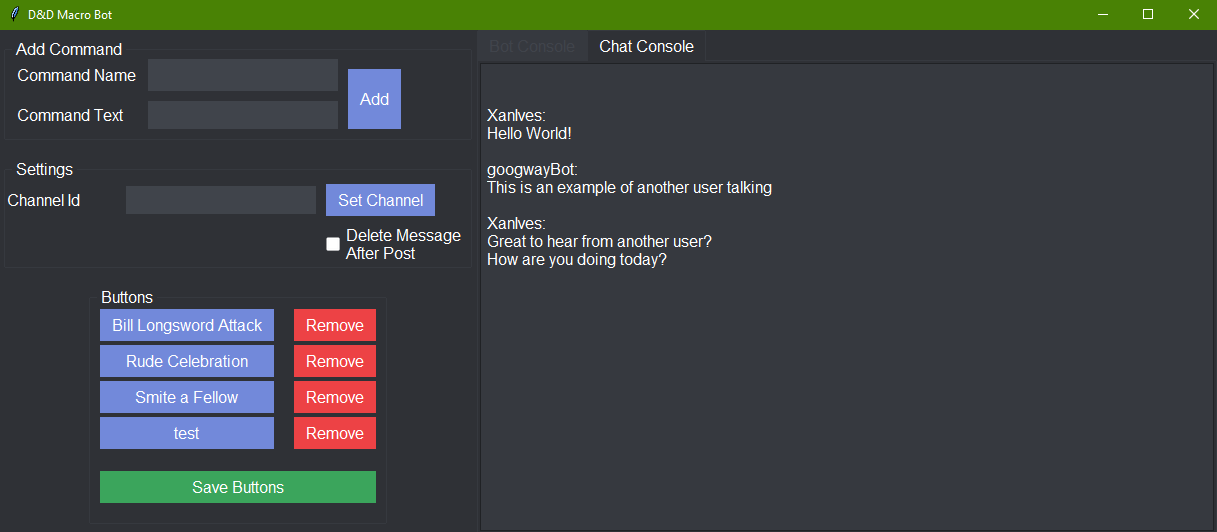 D&D Macro Bot
Add Command
Command Name
Command Text
Add
Settings
Channel Id
Set Channel
Delete Message
After Post
Buttons
Bill Longsword Attack
Remove
Rude Celebration
Remove
Smite a Fellow
Remove
test
Remove
Save Buttons
Bot Console
Chat Console
Xanlves:
Hello World!
googwayBot:
This is an example of another user talking
Xanlves:
Great to hear from another user?
How are you doing today?